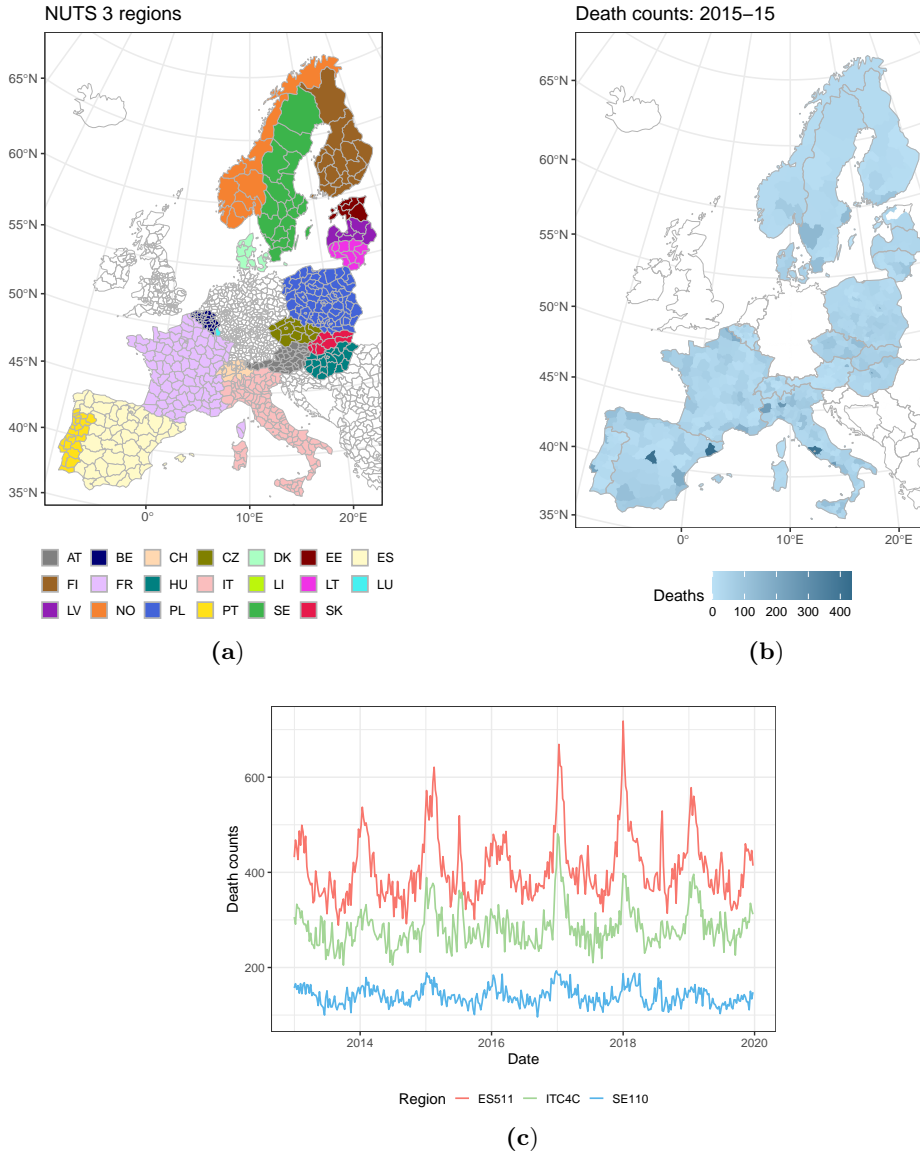 NUTS 3 regions
65°N
60°N
55°N
50°N
45°N
40°N
35°N
0°
10°E
20°E
AT BE CH CZ DK EE ES
FI FR HU IT LI LT LU
LV NO PL PT SE SK
(a)
Death counts: 2015−15
65°N
60°N
55°N
50°N
45°N
40°N
35°N
0°
10°E
20°E
Deaths
0 100 200 300 400
(b)
Death counts
600
400
200
2014 2016 2018 2020
Date
Region ES511 ITC4C SE110
(c)